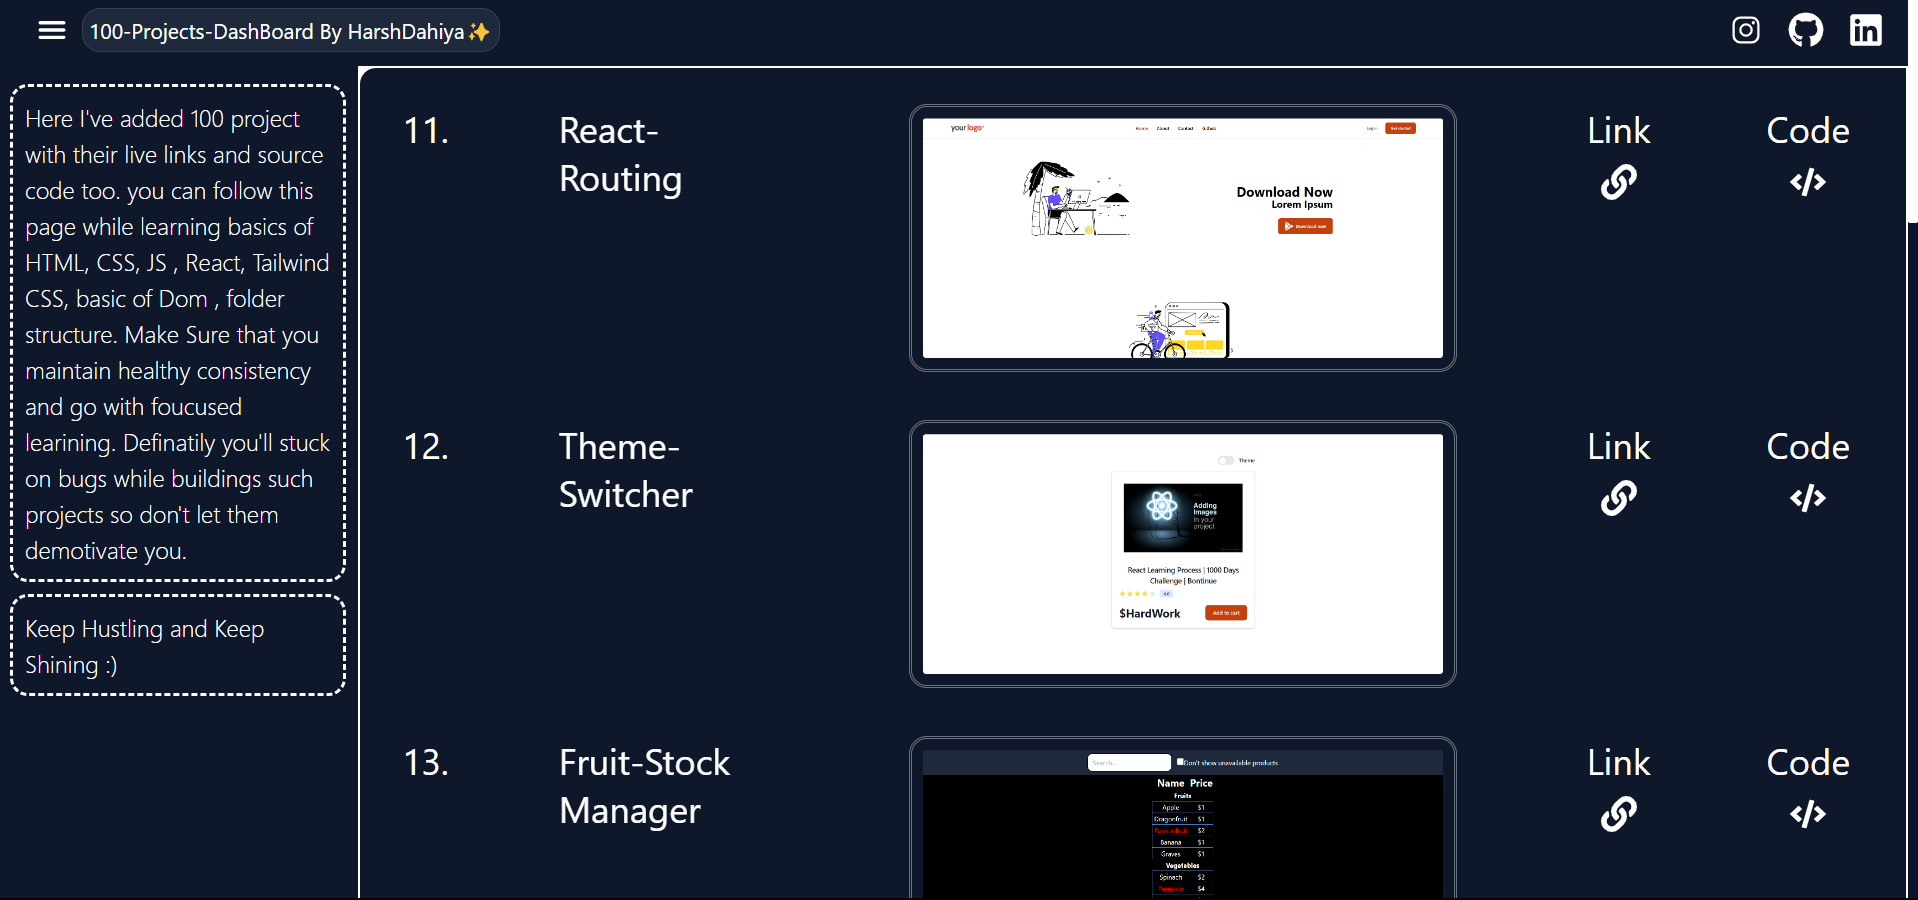 100-Projects-DashBoard By HarshDahiya✨
Here I've added 100 project
with their live links and source
code too. you can follow this
page while learning basics of
HTML, CSS, JS , React, Tailwind
CSS, basic of Dom , folder
structure. Make Sure that you
maintain healthy consistency
and go with foucused
learining. Definatily you'll stuck
on bugs while buildings such
projects so don't let them
demotivate you.
Keep Hustling and Keep
Shining :)
11.
React-
Routing
your logo
Home About Contact Github
Log in Get started
Download Now
Lorem Ipsum
Download now
Link
Code
12.
Theme-
Switcher
Theme
Adding
Images
In your
project
React Learning Process | 1000 Days
Challenge | Bontinue
4.0
$HardWork
Add to cart
Link
Code
13.
Fruit-Stock
Manager
Search...
Don't show unavailable products
Name Price
Fruits
Apple $1
Dragonfruit $1
Passionfruit $2
Banana $1
Graves $1
Vegetables
Spinach $2
Pumpkin $4
Link
Code